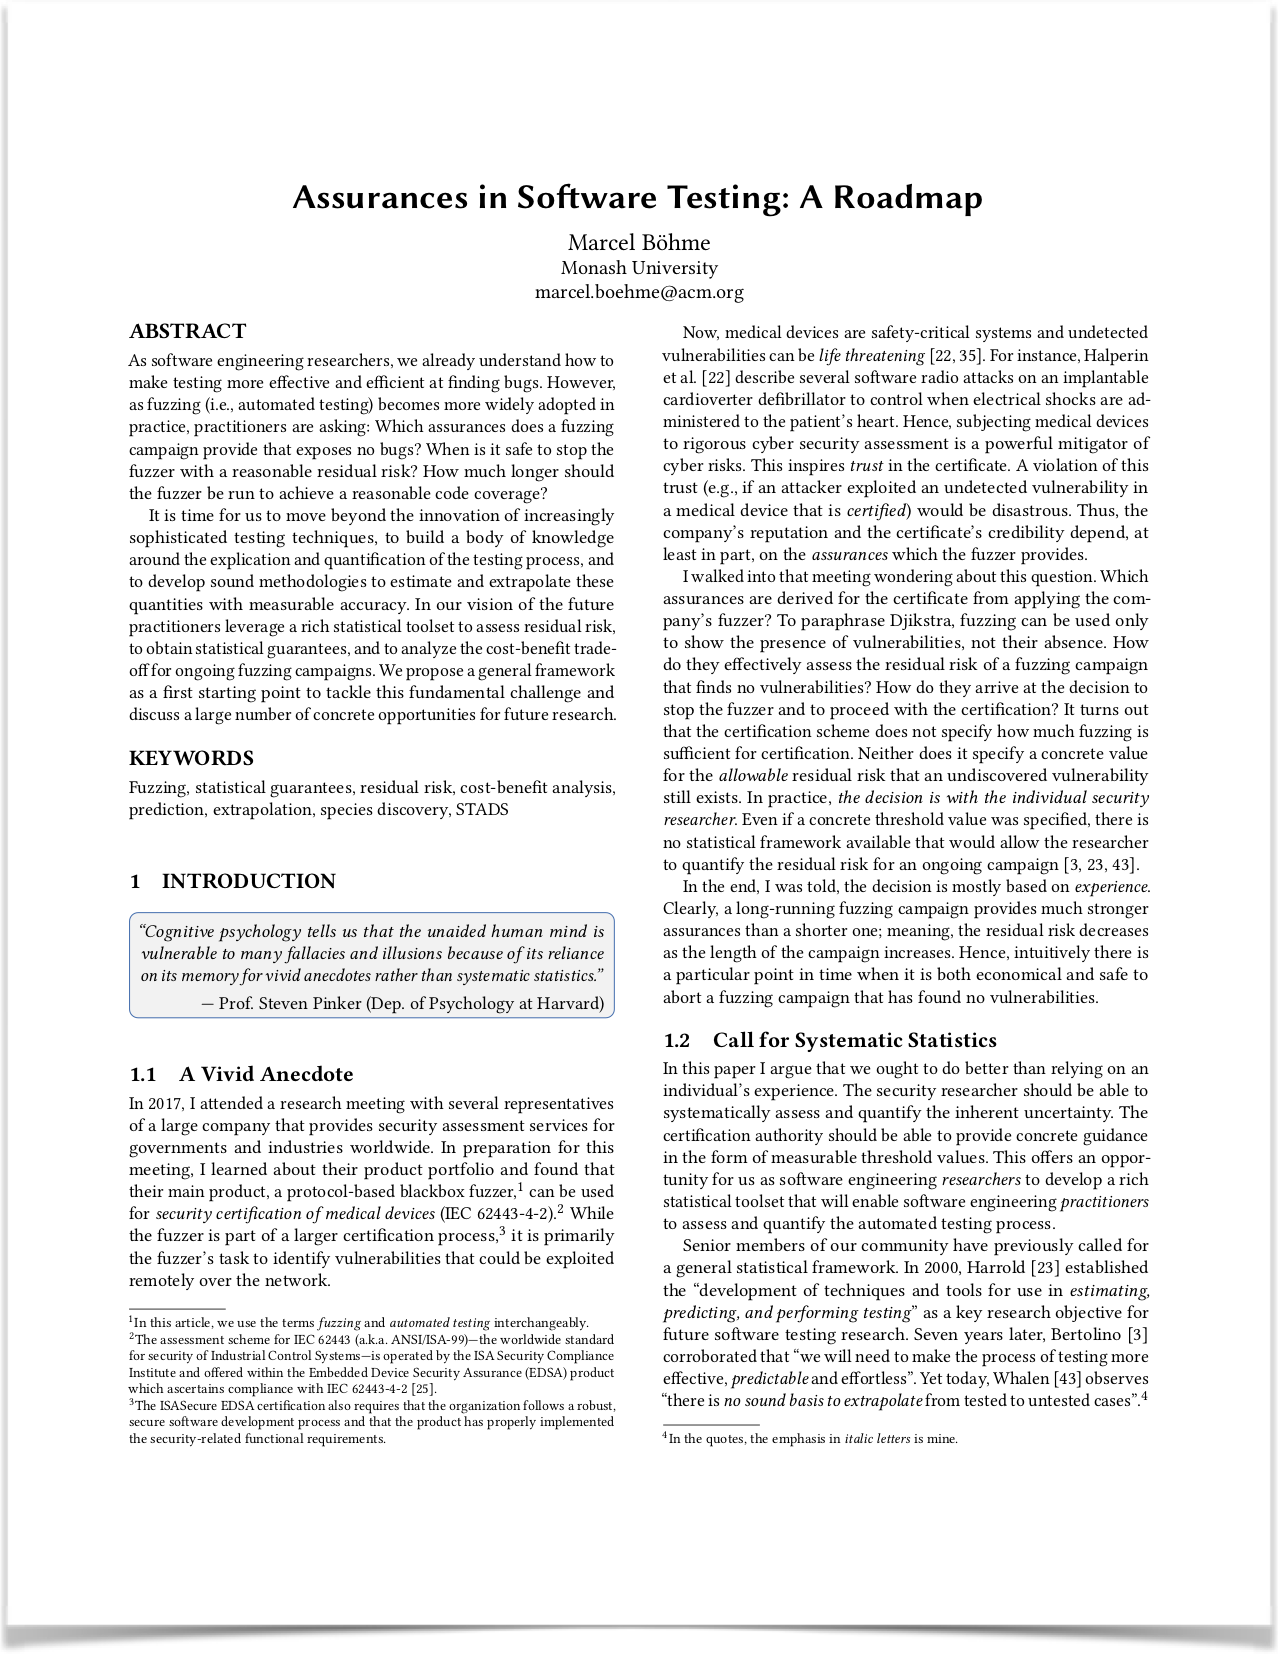 Assurances in Software Testing: A Roadmap
Marcel Böhme
Monash University
marcel.boehme@acm.org
ABSTRACT
As software engineering researchers, we already understand how to
make testing more effective and efficient at finding bugs. However,
as fuzzing (i.e., automated testing) becomes more widely adopted in
practice, practitioners are asking: Which assurances does a fuzzing
campaign provide that exposes no bugs? When is it safe to stop the
fuzzer with a reasonable residual risk? How much longer should
the fuzzer be run to achieve a reasonable code coverage?
It is time for us to move beyond the innovation of increasingly
sophisticated testing techniques, to build a body of knowledge
around the explication and quantification of the testing process, and
to develop sound methodologies to estimate and extrapolate these
quantities with measurable accuracy. In our vision of the future
practitioners leverage a rich statistical toolset to assess residual risk,
to obtain statistical guarantees, and to analyze the cost-benefit trade-
off for ongoing fuzzing campaigns. We propose a general framework
as a first starting point to tackle this fundamental challenge and
discuss a large number of concrete opportunities for future research.
KEYWORDS
Fuzzing, statistical guarantees, residual risk, cost-benefit analysis,
prediction, extrapolation, species discovery, STADS
1 INTRODUCTION
“Cognitive psychology tells us that the unaided human mind is
vulnerable to many fallacies and illusions because of its reliance
on its memory for vivid anecdotes rather than systematic statistics.”
— Prof. Steven Pinker (Dep. of Psychology at Harvard)
1.1 A Vivid Anecdote
In 2017, I attended a research meeting with several representatives
of a large company that provides security assessment services for
governments and industries worldwide. In preparation for this
meeting, I learned about their product portfolio and found that
their main product, a protocol-based blackbox fuzzer,1 can be used
for security certification of medical devices (IEC 62443-4-2).2 While
the fuzzer is part of a larger certification process,3 it is primarily
the fuzzer’s task to identify vulnerabilities that could be exploited
remotely over the network.
1In this article, we use the terms fuzzing and automated testing interchangeably.
2The assessment scheme for IEC 62443 (a.k.a. ANSI/ISA-99)—the worldwide standard
for security of Industrial Control Systems—is operated by the ISA Security Compliance
Institute and offered within the Embedded Device Security Assurance (EDSA) product
which ascertains compliance with IEC 62443-4-2 [25].
3The ISASecure EDSA certification also requires that the organization follows a robust,
secure software development process and that the product has properly implemented
the security-related functional requirements.
Now, medical devices are safety-critical systems and undetected
vulnerabilities can be life threatening [22, 35]. For instance, Halperin
et al. [22] describe several software radio attacks on an implantable
cardioverter defibrillator to control when electrical shocks are ad-
ministered to the patient’s heart. Hence, subjecting medical devices
to rigorous cyber security assessment is a powerful mitigator of
cyber risks. This inspires trust in the certificate. A violation of this
trust (e.g., if an attacker exploited an undetected vulnerability in
a medical device that is certified) would be disastrous. Thus, the
company’s reputation and the certificate’s credibility depend, at
least in part, on the assurances which the fuzzer provides.
I walked into that meeting wondering about this question. Which
assurances are derived for the certificate from applying the com-
pany’s fuzzer? To paraphrase Djikstra, fuzzing can be used only
to show the presence of vulnerabilities, not their absence. How
do they effectively assess the residual risk of a fuzzing campaign
that finds no vulnerabilities? How do they arrive at the decision to
stop the fuzzer and to proceed with the certification? It turns out
that the certification scheme does not specify how much fuzzing is
sufficient for certification. Neither does it specify a concrete value
for the allowable residual risk that an undiscovered vulnerability
still exists. In practice, the decision is with the individual security
researcher. Even if a concrete threshold value was specified, there is
no statistical framework available that would allow the researcher
to quantify the residual risk for an ongoing campaign [3, 23, 43].
In the end, I was told, the decision is mostly based on experience.
Clearly, a long-running fuzzing campaign provides much stronger
assurances than a shorter one; meaning, the residual risk decreases
as the length of the campaign increases. Hence, intuitively there is
a particular point in time when it is both economical and safe to
abort a fuzzing campaign that has found no vulnerabilities.
1.2 Call for Systematic Statistics
In this paper I argue that we ought to do better than relying on an
individual’s experience. The security researcher should be able to
systematically assess and quantify the inherent uncertainty. The
certification authority should be able to provide concrete guidance
in the form of measurable threshold values. This offers an oppor-
tunity for us as software engineering researchers to develop a rich
statistical toolset that will enable software engineering practitioners
to assess and quantify the automated testing process.
Senior members of our community have previously called for
a general statistical framework. In 2000, Harrold [23] established
the “development of techniques and tools for use in estimating,
predicting, and performing testing” as a key research objective for
future software testing research. Seven years later, Bertolino [3]
corroborated that “we will need to make the process of testing more
effective, predictable and effortless”. Yet today, Whalen [43] observes
“there is no sound basis to extrapolate from tested to untested cases”.4
4In the quotes, the emphasis in italic letters is mine.